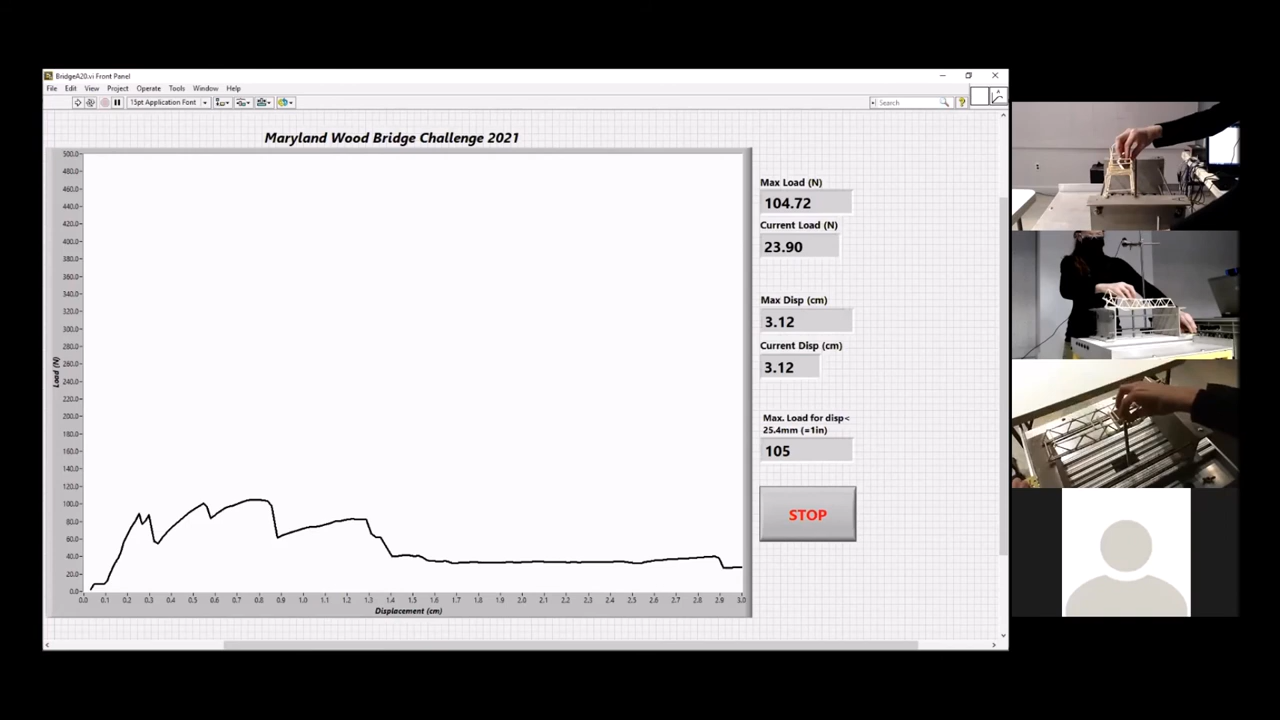 BridgeA20.vi Front Panel
File Edit View Project Operate Tools Window Help
15pt Application Font
Search
Maryland Wood Bridge Challenge 2021
500.0
480.0
460.0
440.0
420.0
400.0
380.0
360.0
340.0
320.0
300.0
280.0
260.0
240.0
220.0
200.0
180.0
160.0
140.0
120.0
100.0
80.0
60.0
40.0
20.0
0.0
Load (N)
0.0 0.1 0.2 0.3 0.4 0.5 0.6 0.7 0.8 0.9 1.0 1.1 1.2 1.3 1.4 1.5 1.6 1.7 1.8 1.9 2.0 2.1 2.2 2.3 2.4 2.5 2.6 2.7 2.8 2.9 3.0
Displacement (cm)
Max Load (N)
104.72
Current Load (N)
23.90
Max Disp (cm)
3.12
Current Disp (cm)
3.12
Max. Load for disp<
25.4mm (=1in)
105
STOP